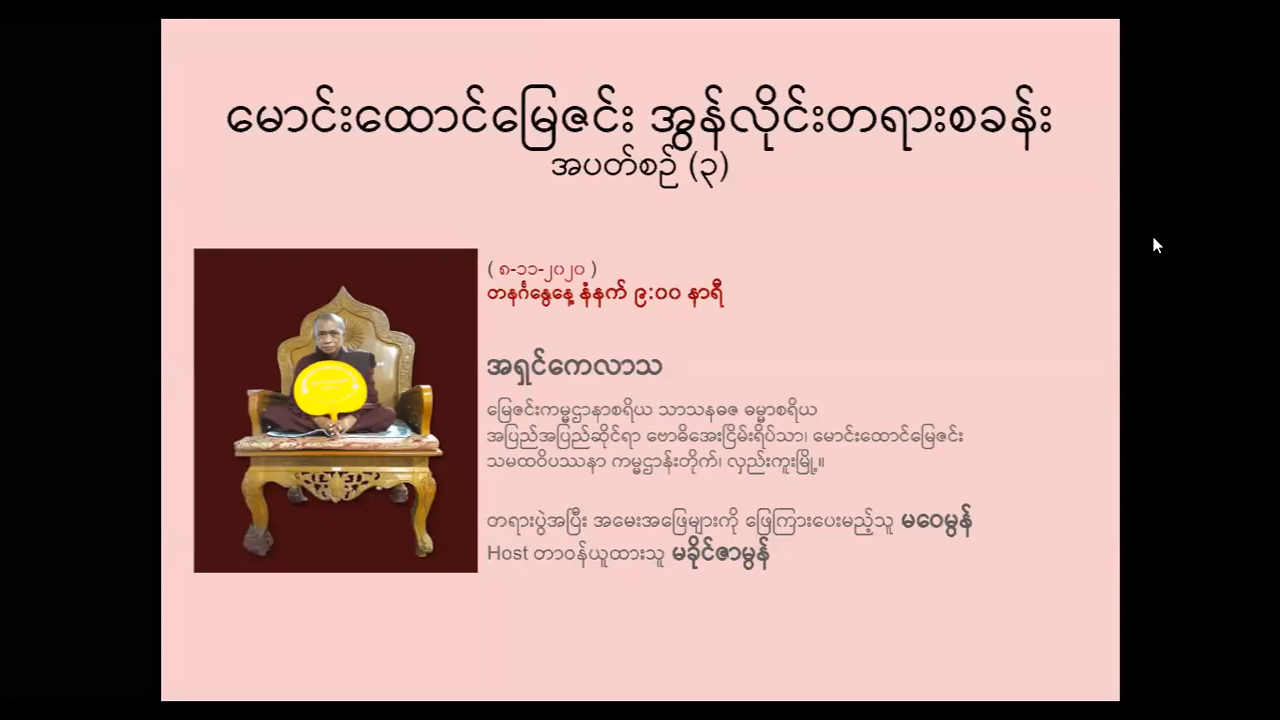 မောင်းထောင်မြေဇင်း အွန်လိုင်းတရားစခန်း
အပတ်စဉ် (၃)
( ၈-၁၁-၂၀၂၀ )
တနင်္ဂနွေနေ့ နံနက် ၉:၀၀ နာရီ
အရှင်ကေလာသ
မြေဇင်းကမ္မဋ္ဌာနာစရိယ သာသနဓဇ ဓမ္မာစရိယ
အပြည်အပြည်ဆိုင်ရာ ဗောဓိအေးငြိမ်းရိပ်သာ၊ မောင်းထောင်မြေဇင်း
သမထဝိပဿနာ ကမ္မဋ္ဌာန်းတိုက်၊ လှည်းကူးမြို့။
တရားပွဲအပြီး အမေးအဖြေများကို ဖြေကြားပေးမည့်သူ မဝေမွန်
Host တာဝန်ယူထားသူ မခိုင်ဇာမွန်